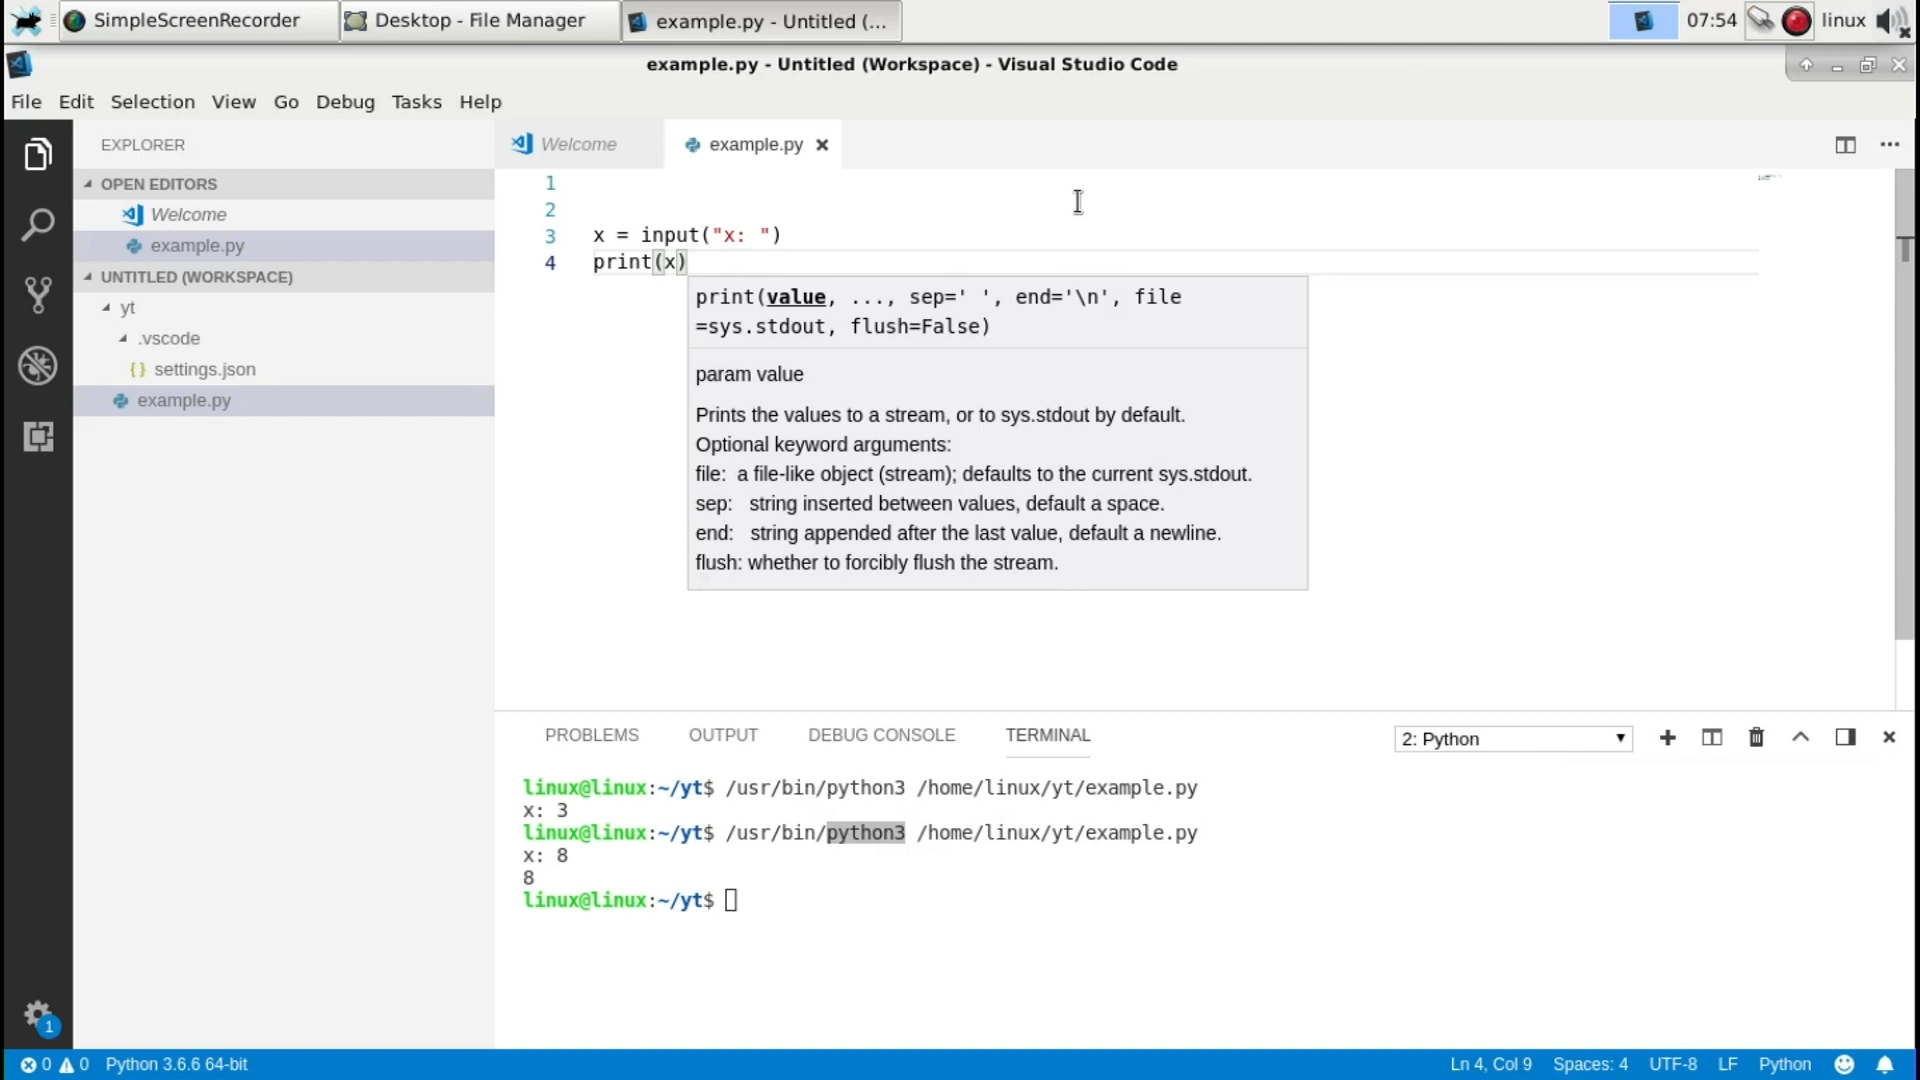 SimpleScreenRecorder
Desktop - File Manager
example.py - Untitled (...
07:54
linux
example.py - Untitled (Workspace) - Visual Studio Code
File Edit Selection View Go Debug Tasks Help
EXPLORER
OPEN EDITORS
Welcome
example.py
UNTITLED (WORKSPACE)
yt
.vscode
{} settings.json
example.py
1
Welcome
example.py
1
2
3 x = input("x: ")
4 print(x)
print(value, ..., sep=' ', end='\n', file
=sys.stdout, flush=False)
param value
Prints the values to a stream, or to sys.stdout by default.
Optional keyword arguments:
file: a file-like object (stream); defaults to the current sys.stdout.
sep: string inserted between values, default a space.
end: string appended after the last value, default a newline.
flush: whether to forcibly flush the stream.
PROBLEMS OUTPUT DEBUG CONSOLE TERMINAL
2: Python
linux@linux:~/yt$ /usr/bin/python3 /home/linux/yt/example.py
x: 3
linux@linux:~/yt$ /usr/bin/python3 /home/linux/yt/example.py
x: 8
8
linux@linux:~/yt$
0 0 Python 3.6.6 64-bit
Ln 4, Col 9 Spaces: 4 UTF-8 LF Python